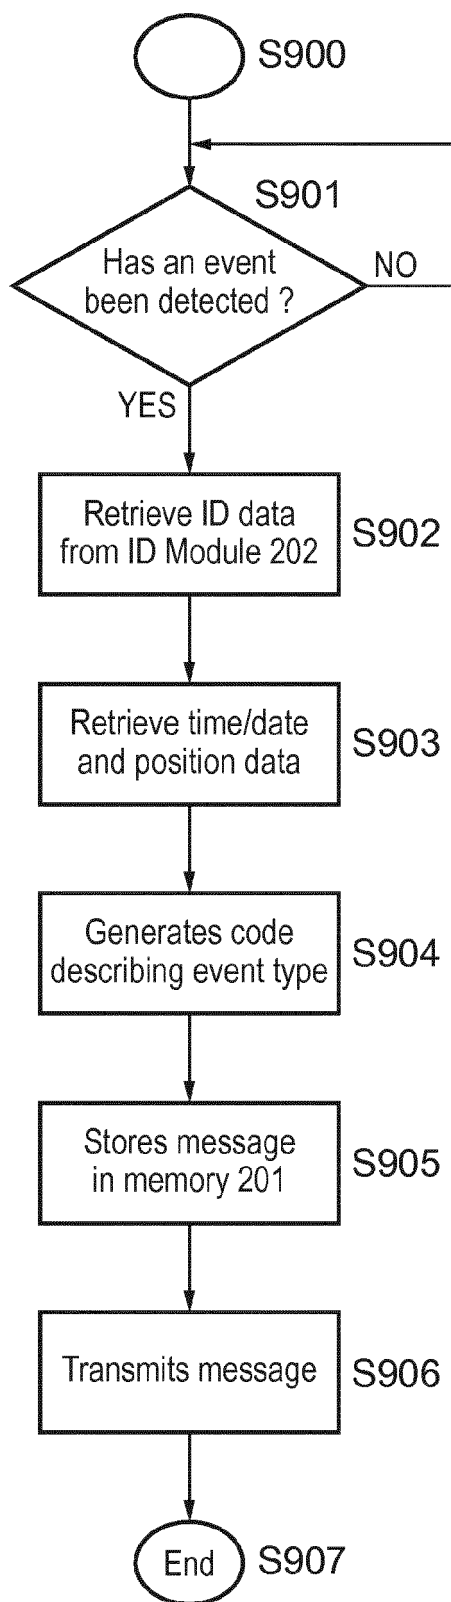 S900
S901
Has an event
been detected ?
NO
YES
Retrieve ID data
from ID Module 202
S902
Retrieve time/date
and position data
S903
Generates code
describing event type
S904
Stores message
in memory 201
S905
Transmits message
S906
End
S907